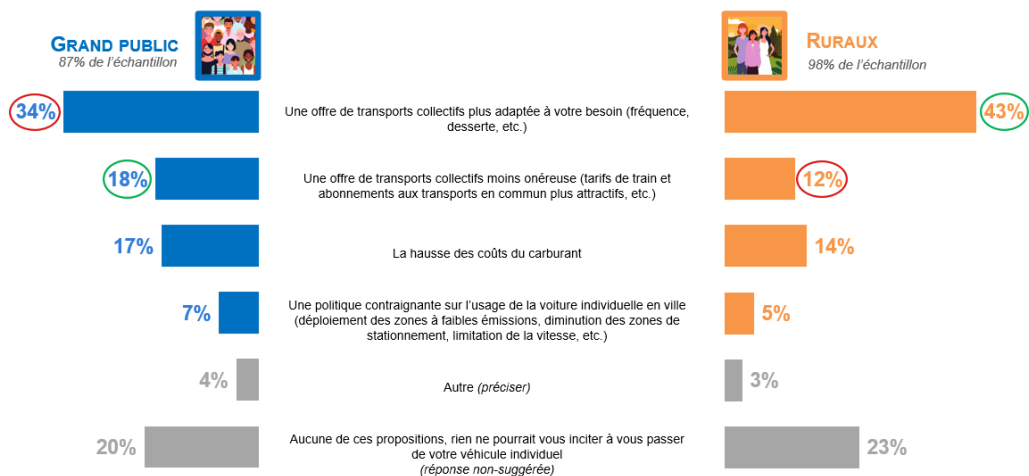 GRAND PUBLIC
87% de l'échantillon
RURAUX
98% de l'échantillon
34%
Une offre de transports collectifs plus adaptée à votre besoin (fréquence,
desserte, etc.)
43%
18%
Une offre de transports collectifs moins onéreuse (tarifs de train et
abonnements aux transports en commun plus attractifs, etc.)
12%
17%
La hausse des coûts du carburant
14%
7%
Une politique contraignante sur l'usage de la voiture individuelle en ville
(déploiement des zones à faibles émissions, diminution des zones de
stationnement, limitation de la vitesse, etc.)
5%
4%
Autre (préciser)
3%
20%
Aucune de ces propositions, rien ne pourrait vous inciter à vous passer
de votre véhicule individuel
(réponse non-suggérée)
23%